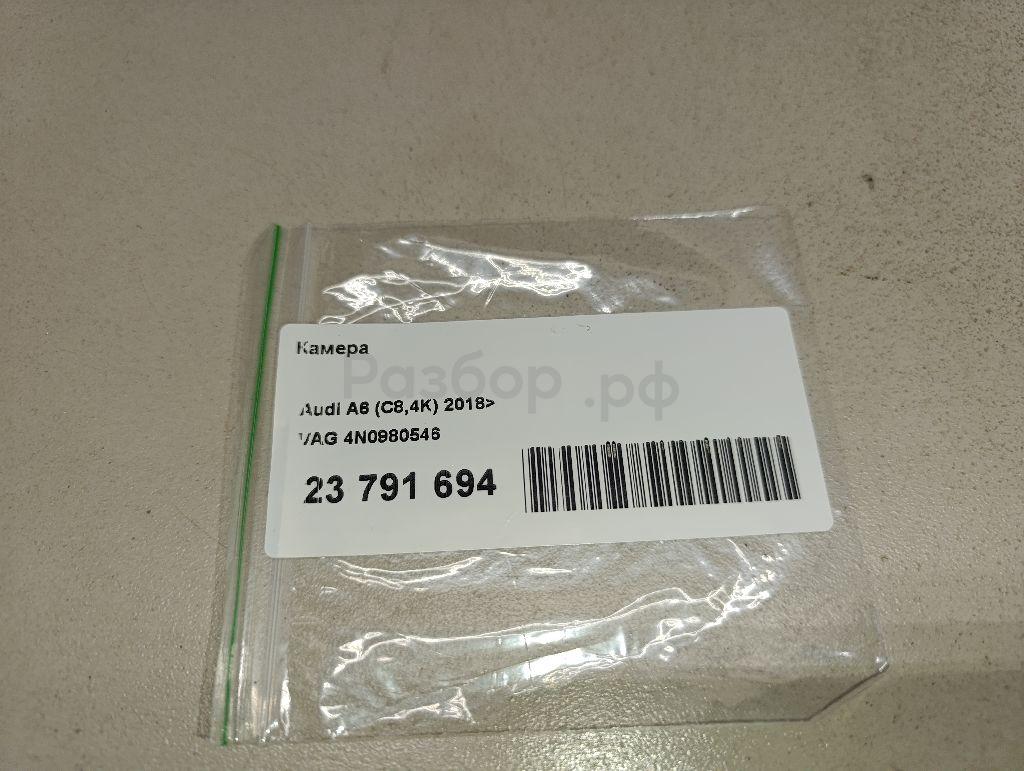 Камера
Разбор.рф
Audi A6 (C8,4K) 2018>
VAG 4N0980546
23 791 694